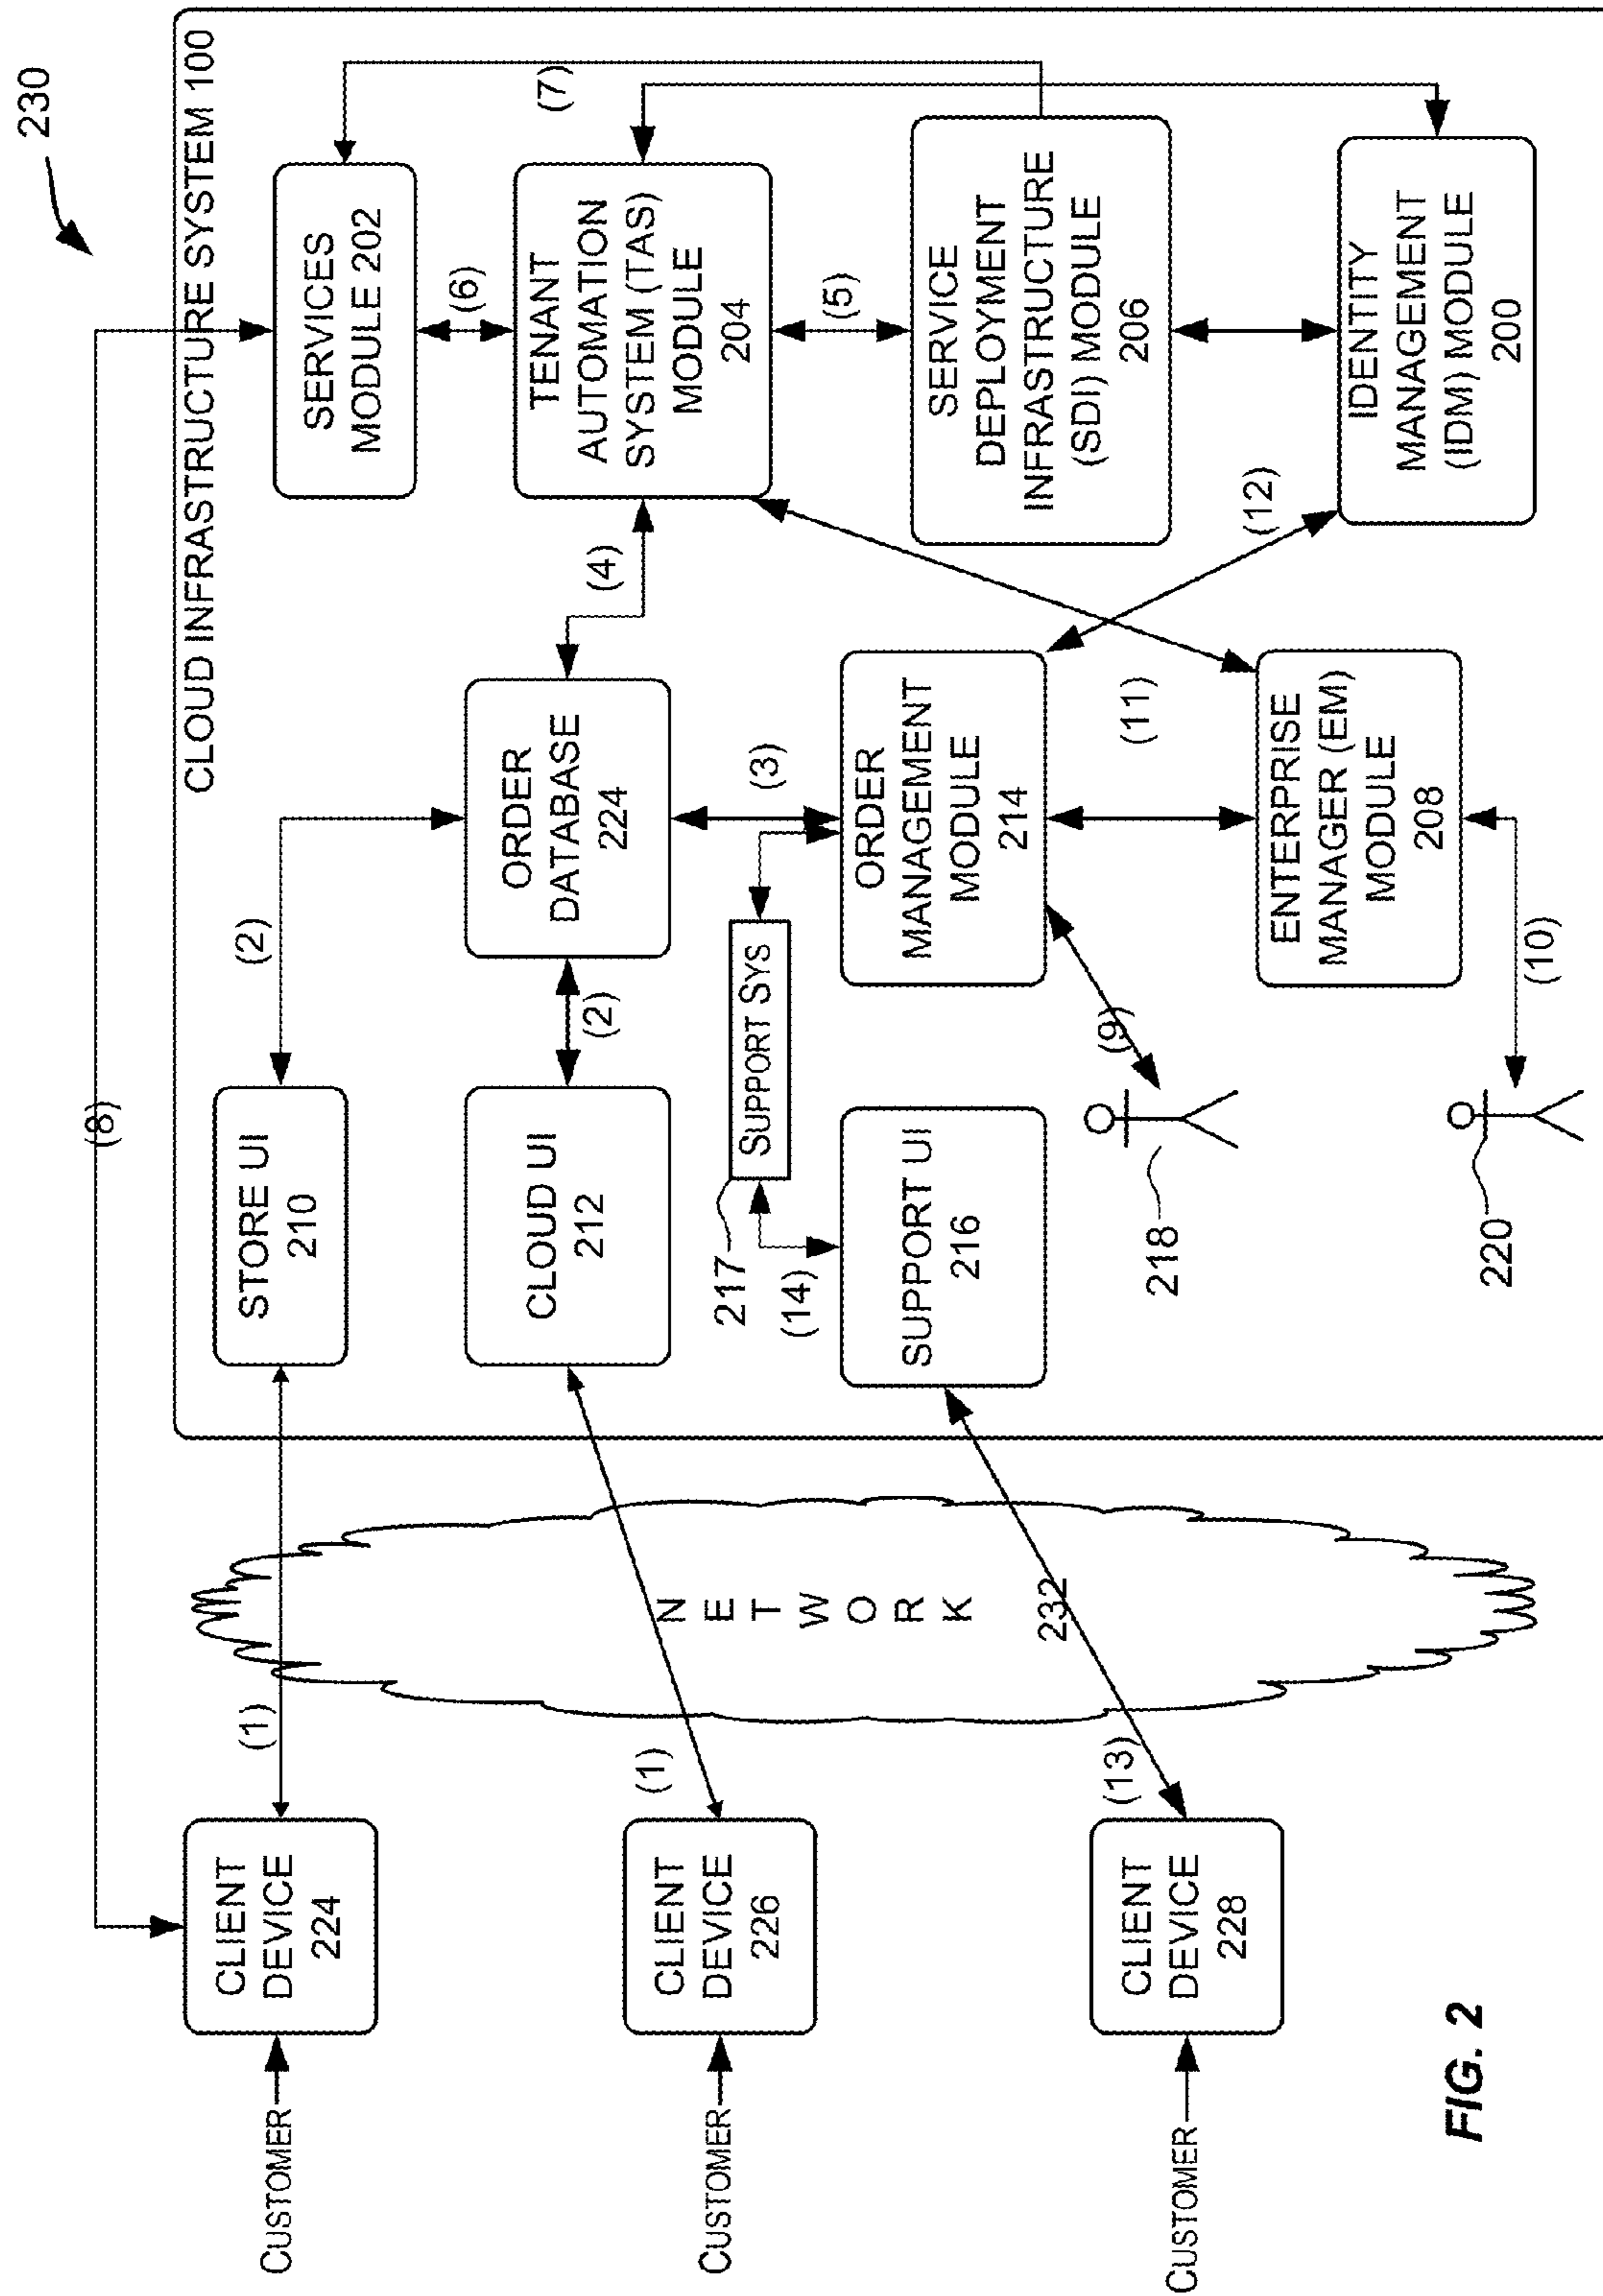 230
CLOUD INFRASTRUCTURE SYSTEM 100
(8)
CUSTOMER
CLIENT
DEVICE
224
(1)
STORE UI
210
(2)
SERVICES
MODULE 202
(6)
(7)
CUSTOMER
CLIENT
DEVICE
226
(1)
CLOUD UI
212
(2)
ORDER
DATABASE
224
(4)
TENANT
AUTOMATION
SYSTEM (TAS)
MODULE
204
(5)
NETWORK
232
217
SUPPORT SYS
(14)
(3)
CUSTOMER
CLIENT
DEVICE
228
(13)
SUPPORT UI
216
ORDER
MANAGEMENT
MODULE
214
SERVICE
DEPLOYMENT
INFRASTRUCTURE
(SDI) MODULE
206
(9)
218
(11)
(12)
220
(10)
ENTERPRISE
MANAGER (EM)
MODULE
208
IDENTITY
MANAGEMENT
(IDM) MODULE
200
FIG. 2